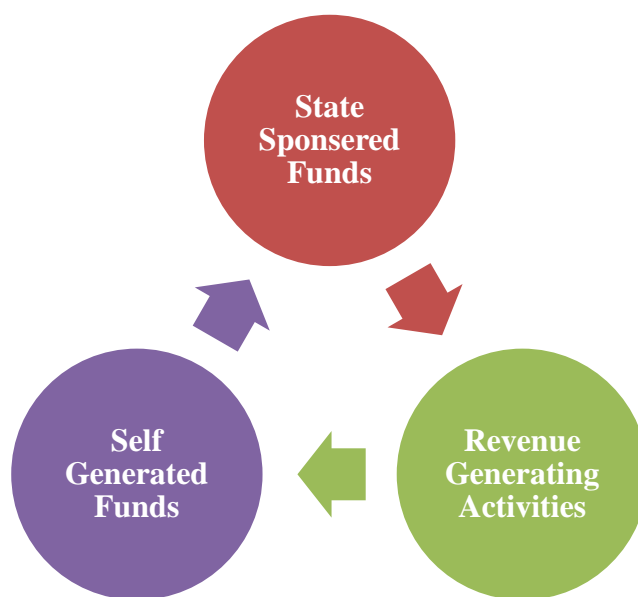 State
Sponsered
Funds
Self
Generated
Funds
Revenue
Generating
Activities